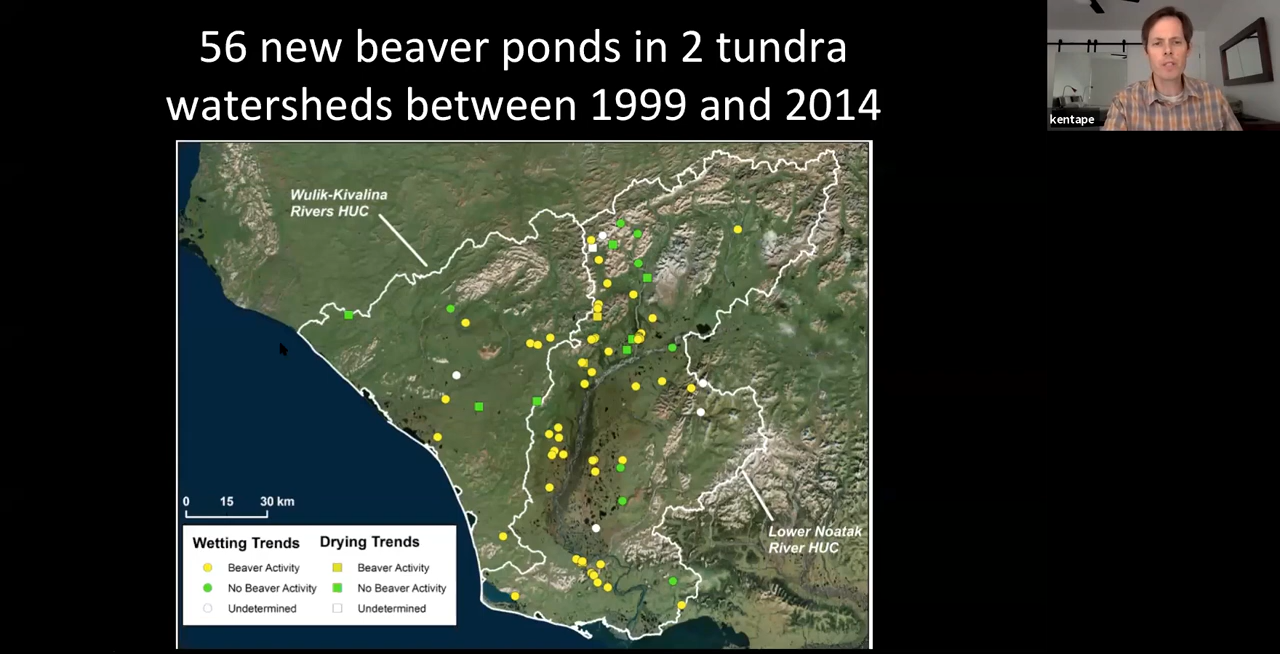 56 new beaver ponds in 2 tundra
watersheds between 1999 and 2014
kentape
Wulik-Kivalina
Rivers HUC
Lower Noatak
River HUC
0 15 30 km
Wetting Trends Drying Trends
Beaver Activity Beaver Activity
No Beaver Activity No Beaver Activity
Undetermined Undetermined